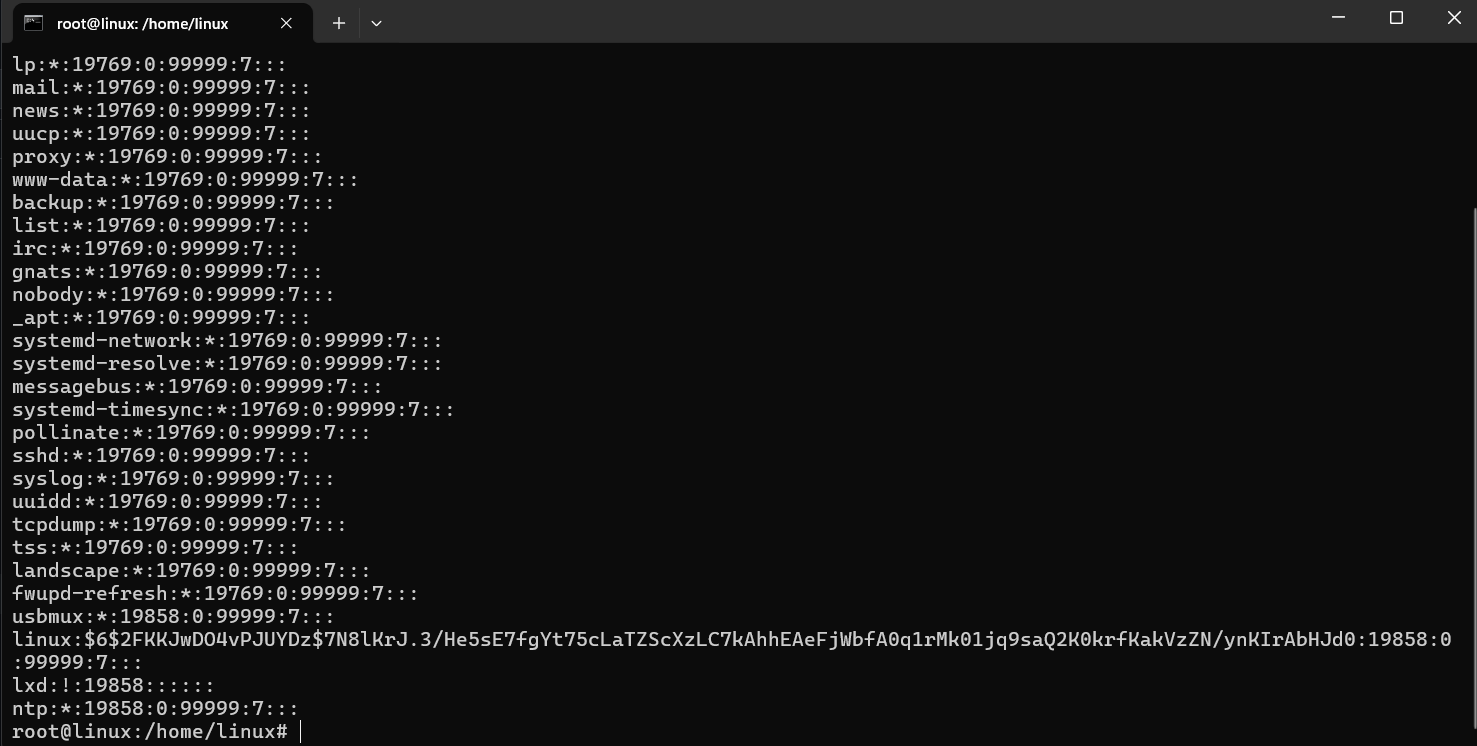 root@linux: /home/linux
lp:*:19769:0:99999:7:::
mail:*:19769:0:99999:7:::
news:*:19769:0:99999:7:::
uucp:*:19769:0:99999:7:::
proxy:*:19769:0:99999:7:::
www-data:*:19769:0:99999:7:::
backup:*:19769:0:99999:7:::
list:*:19769:0:99999:7:::
irc:*:19769:0:99999:7:::
gnats:*:19769:0:99999:7:::
nobody:*:19769:0:99999:7:::
_apt:*:19769:0:99999:7:::
systemd-network:*:19769:0:99999:7:::
systemd-resolve:*:19769:0:99999:7:::
messagebus:*:19769:0:99999:7:::
systemd-timesync:*:19769:0:99999:7:::
pollinate:*:19769:0:99999:7:::
sshd:*:19769:0:99999:7:::
syslog:*:19769:0:99999:7:::
uuidd:*:19769:0:99999:7:::
tcpdump:*:19769:0:99999:7:::
tss:*:19769:0:99999:7:::
landscape:*:19769:0:99999:7:::
fwupd-refresh:*:19769:0:99999:7:::
usbmux:*:19858:0:99999:7:::
linux:$6$2FKKJwDO4vPJUYDz$7N8lKrJ.3/He5sE7fgYt75cLaTZScXzLC7kAhhEAeFjWbfA0q1rMk01jq9saQ2K0krfKakVzZN/ynKIrAbHJd0:19858:0
:99999:7:::
lxd:!:19858::::::
ntp:*:19858:0:99999:7:::
root@linux:/home/linux#